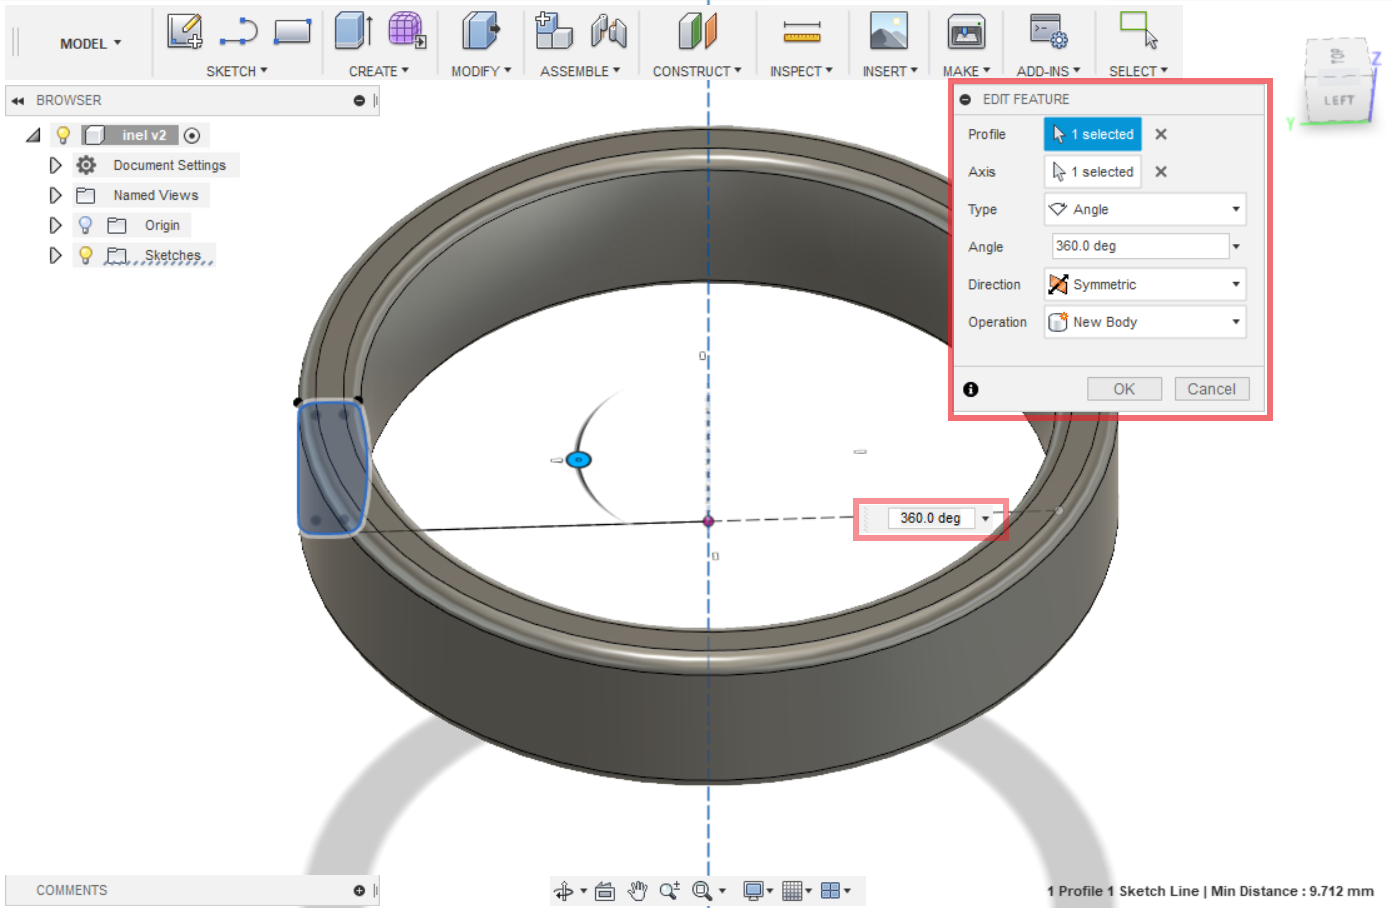 MODEL
SKETCH
CREATE
MODIFY
ASSEMBLE
CONSTRUCT
INSPECT
INSERT
MAKE
ADD-INS
SELECT
TOP
LEFT
Z
Y
BROWSER
inel v2
Document Settings
Named Views
Origin
Sketches
EDIT FEATURE
Profile 1 selected
Axis 1 selected
Type Angle
Angle 360.0 deg
Direction Symmetric
Operation New Body
OK Cancel
360.0 deg
COMMENTS
1 Profile 1 Sketch Line | Min Distance : 9.712 mm